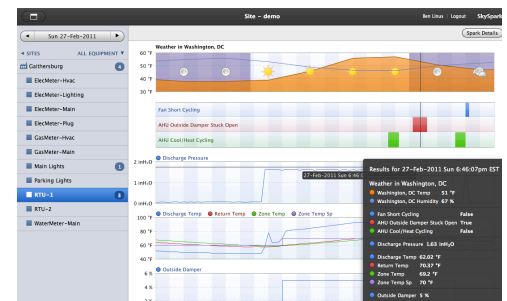 Site - demo
Ben Linus
Logout
SkySpark
◄ Sun 27-Feb-2011 ►
Spark Details
◄ SITES ALL EQUIPMENT ▼
Gaithersburg 4
ElecMeter-Hvac
ElecMeter-Lighting
ElecMeter-Main
ElecMeter-Plug
GasMeter-Hvac
GasMeter-Main
Main Lights 1
Parking Lights
RTU-1 3
RTU-2
WaterMeter-Main
Weather in Washington, DC
60 °F
50 °F
40 °F
30 °F
Fan Short Cycling
AHU Outside Damper Stuck Open
AHU Cool/Heat Cycling
Discharge Pressure
2 inH₂O
1 inH₂O
0 inH₂O
27-Feb-2011 Sun 6:46:0
Discharge Temp Return Temp Zone Temp Zone Temp Sp
100 °F
80 °F
60 °F
40 °F
Outside Damper
6 %
4 %
Results for 27-Feb-2011 Sun 6:46:07pm EST
Weather in Washington, DC
Washington, DC Temp 51 °F
Washington, DC Humidity 67 %
Fan Short Cycling False
AHU Outside Damper Stuck Open True
AHU Cool/Heat Cycling False
Discharge Pressure 1.63 inH₂O
Discharge Temp 62.02 °F
Return Temp 70.37 °F
Zone Temp 69.2 °F
Zone Temp Sp 70 °F
Outside Damper 5 %